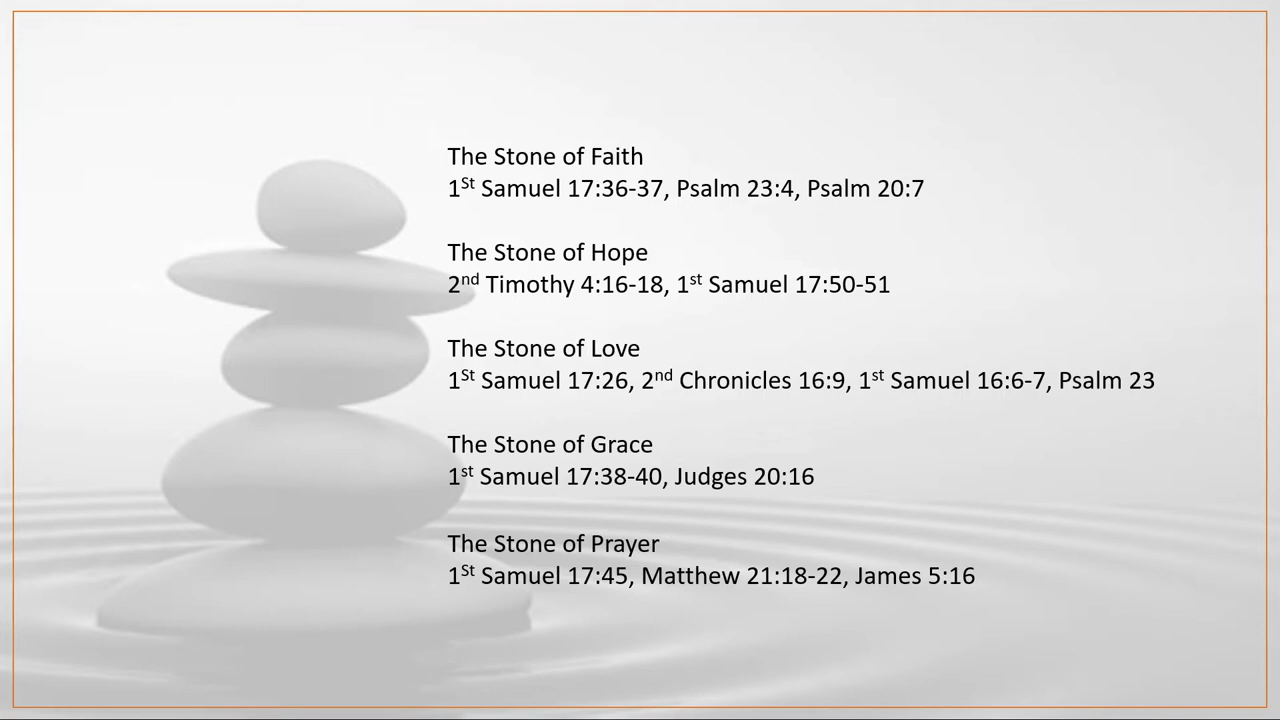 The Stone of Faith
1St Samuel 17:36-37, Psalm 23:4, Psalm 20:7
The Stone of Hope
2nd Timothy 4:16-18, 1st Samuel 17:50-51
The Stone of Love
1St Samuel 17:26, 2nd Chronicles 16:9, 1st Samuel 16:6-7, Psalm 23
The Stone of Grace
1st Samuel 17:38-40, Judges 20:16
The Stone of Prayer
1St Samuel 17:45, Matthew 21:18-22, James 5:16